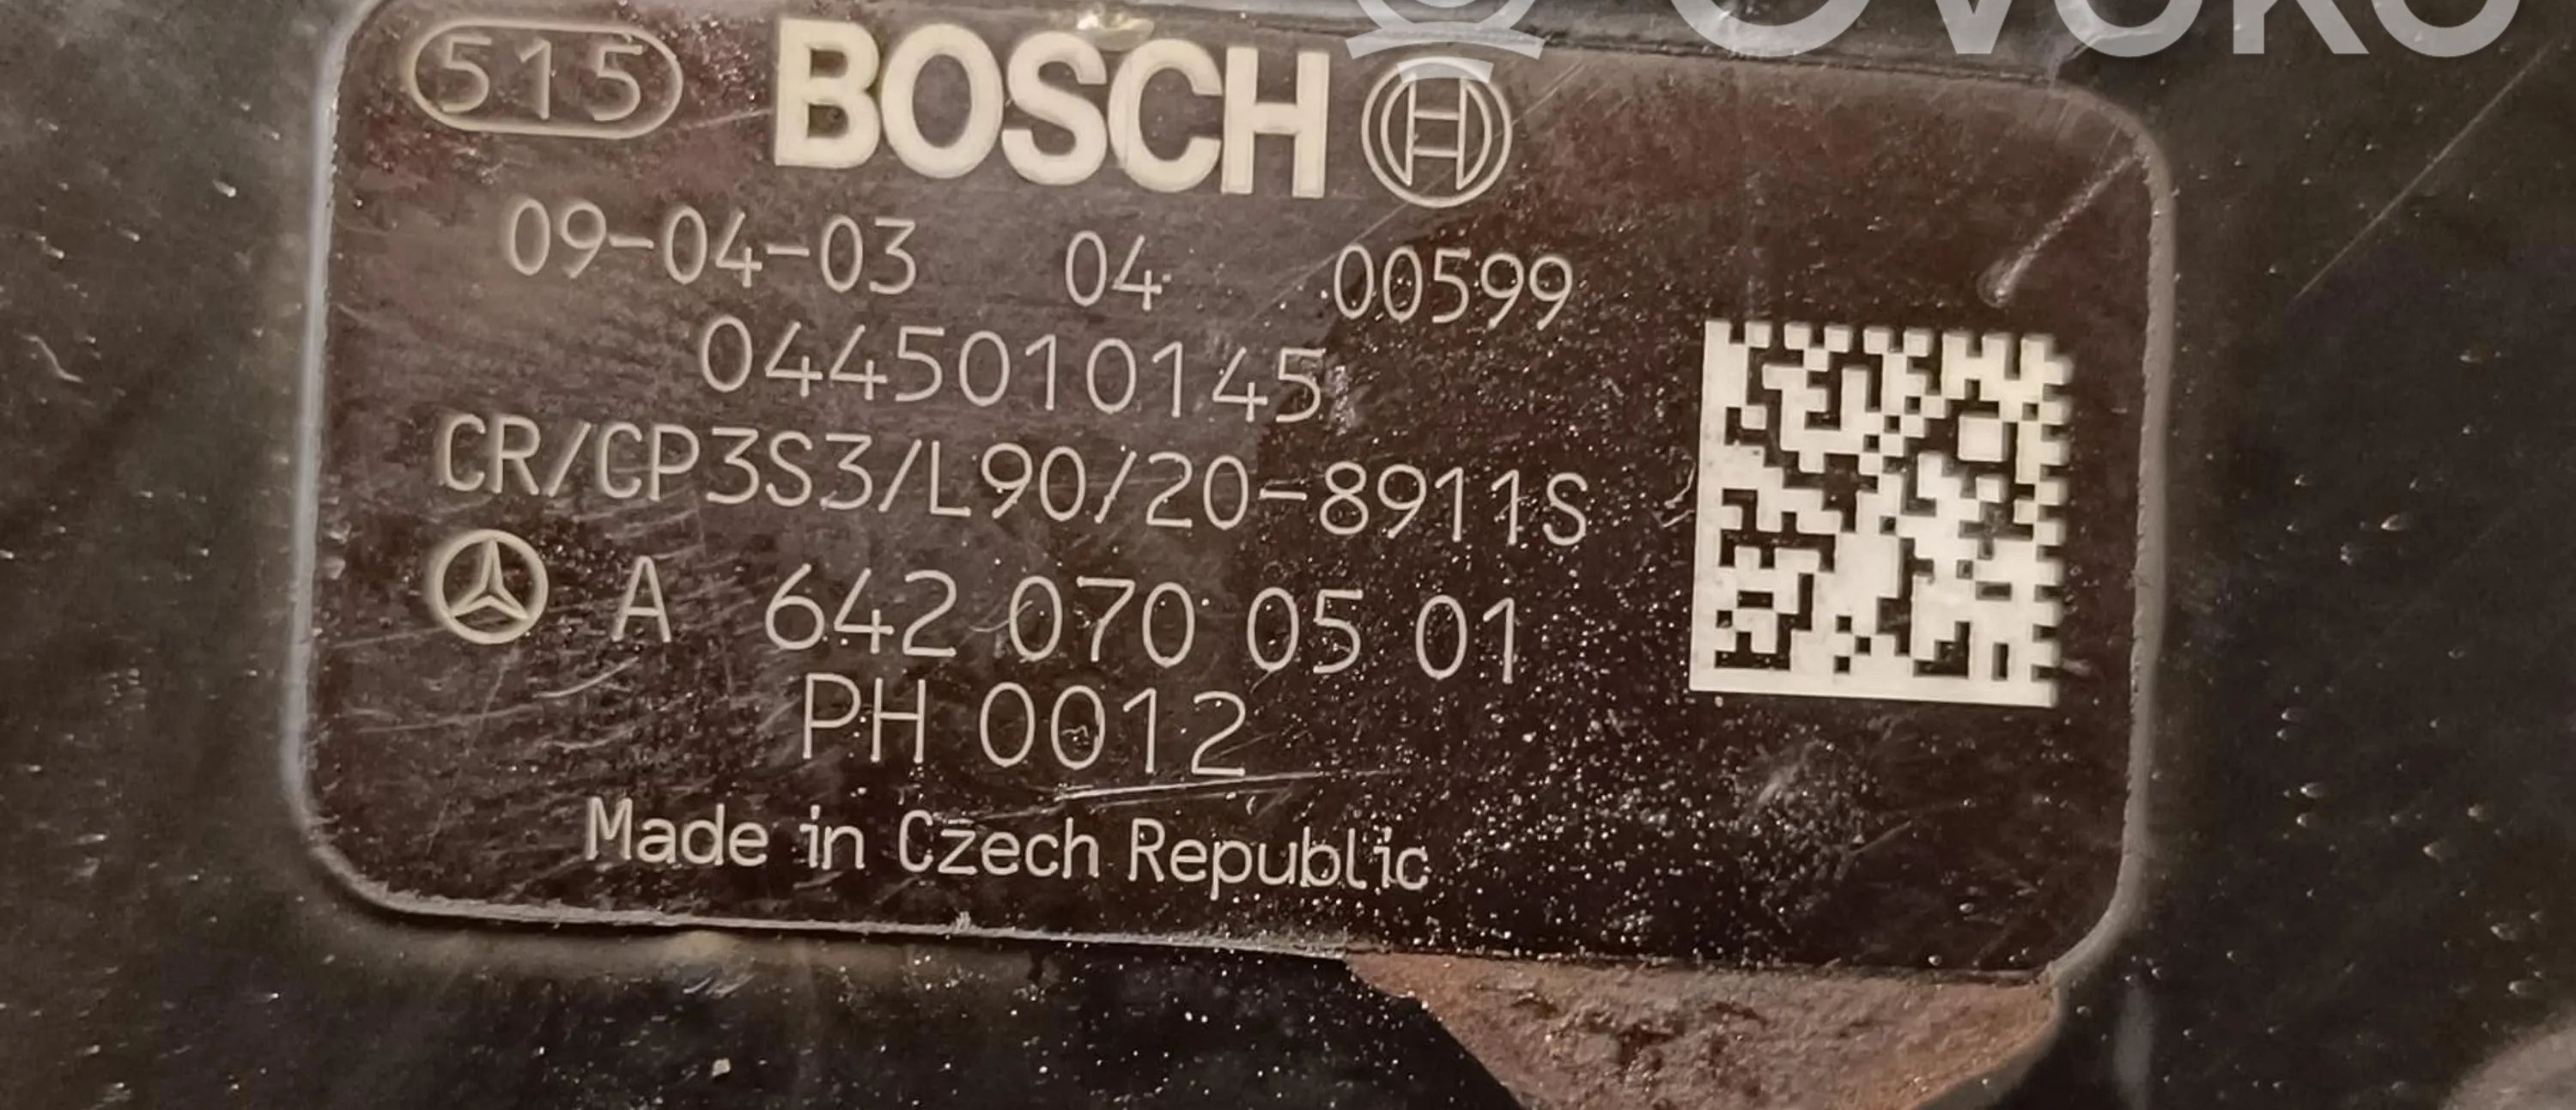 OVOKO
515 BOSCH
09-04-03 04 00599
0445010145
CR/CP3S3/L90/20-8911S
A 642 070 05 01
PH 0012
Made in Czech Republic